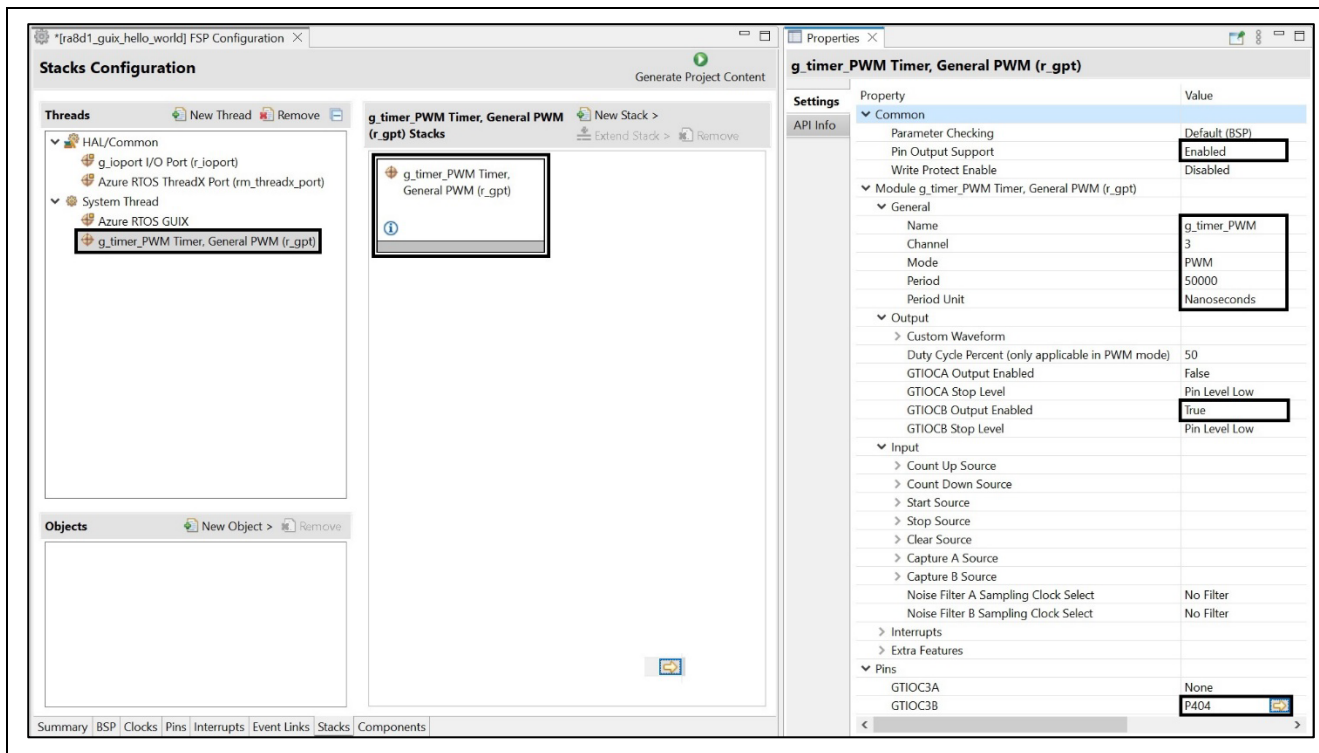 *[ra8d1_guix_hello_world] FSP Configuration
Stacks Configuration
Generate Project Content
Threads
New Thread
Remove
HAL/Common
g_ioport I/O Port (r_ioport)
Azure RTOS ThreadX Port (rm_threadx_port)
System Thread
Azure RTOS GUIX
g_timer_PWM Timer, General PWM (r_gpt)
Objects
New Object >
Remove
g_timer_PWM Timer, General PWM
(r_gpt) Stacks
New Stack >
Extend Stack >
Remove
g_timer_PWM Timer,
General PWM (r_gpt)
Summary BSP Clocks Pins Interrupts Event Links Stacks Components
Properties
g_timer_PWM Timer, General PWM (r_gpt)
Settings
API Info
Property Value
Common
Parameter Checking Default (BSP)
Pin Output Support Enabled
Write Protect Enable Disabled
Module g_timer_PWM Timer, General PWM (r_gpt)
General
Name g_timer_PWM
Channel 3
Mode PWM
Period 50000
Period Unit Nanoseconds
Output
> Custom Waveform
Duty Cycle Percent (only applicable in PWM mode) 50
GTIOCA Output Enabled False
GTIOCA Stop Level Pin Level Low
GTIOCB Output Enabled True
GTIOCB Stop Level Pin Level Low
Input
> Count Up Source
> Count Down Source
> Start Source
> Stop Source
> Clear Source
> Capture A Source
> Capture B Source
Noise Filter A Sampling Clock Select No Filter
Noise Filter B Sampling Clock Select No Filter
> Interrupts
> Extra Features
Pins
GTIOC3A None
GTIOC3B P404